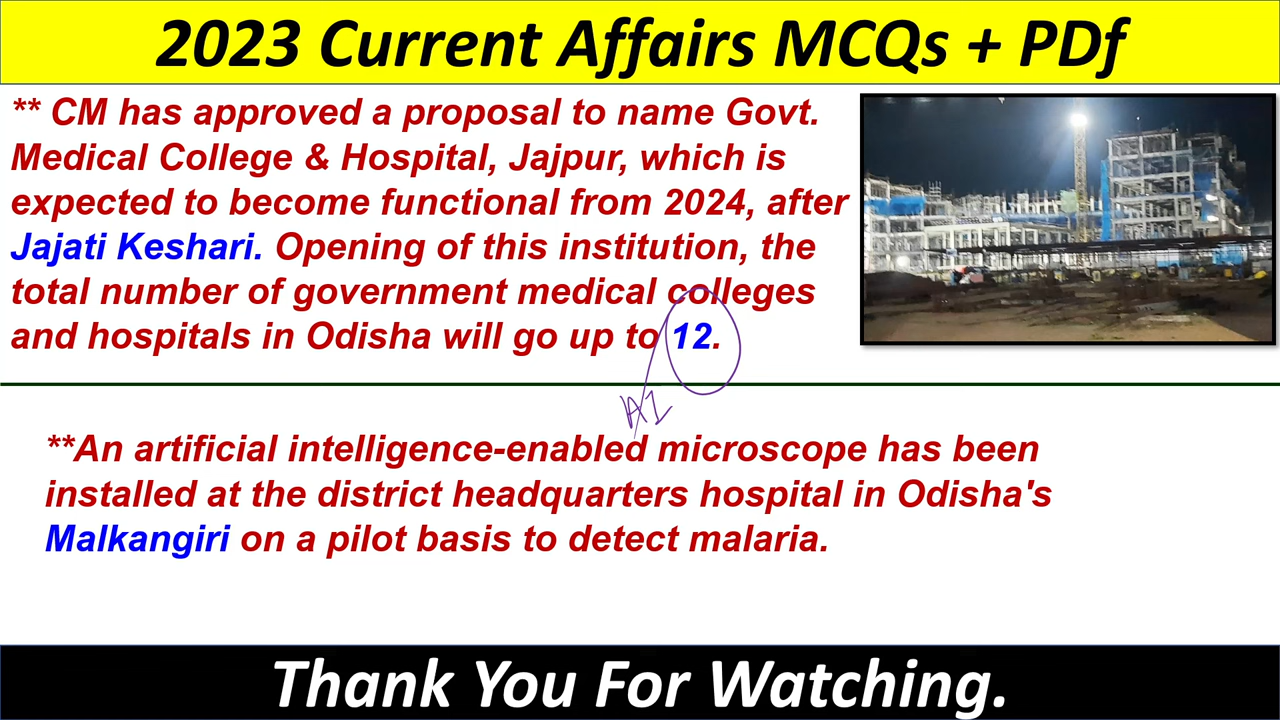 2023 Current Affairs MCQs + PDf
** CM has approved a proposal to name Govt.
Medical College & Hospital, Jajpur, which is
expected to become functional from 2024, after
Jajati Keshari. Opening of this institution, the
total number of government medical colleges
and hospitals in Odisha will go up to 12.
AI
**An artificial intelligence-enabled microscope has been
installed at the district headquarters hospital in Odisha's
Malkangiri on a pilot basis to detect malaria.
Thank You For Watching.